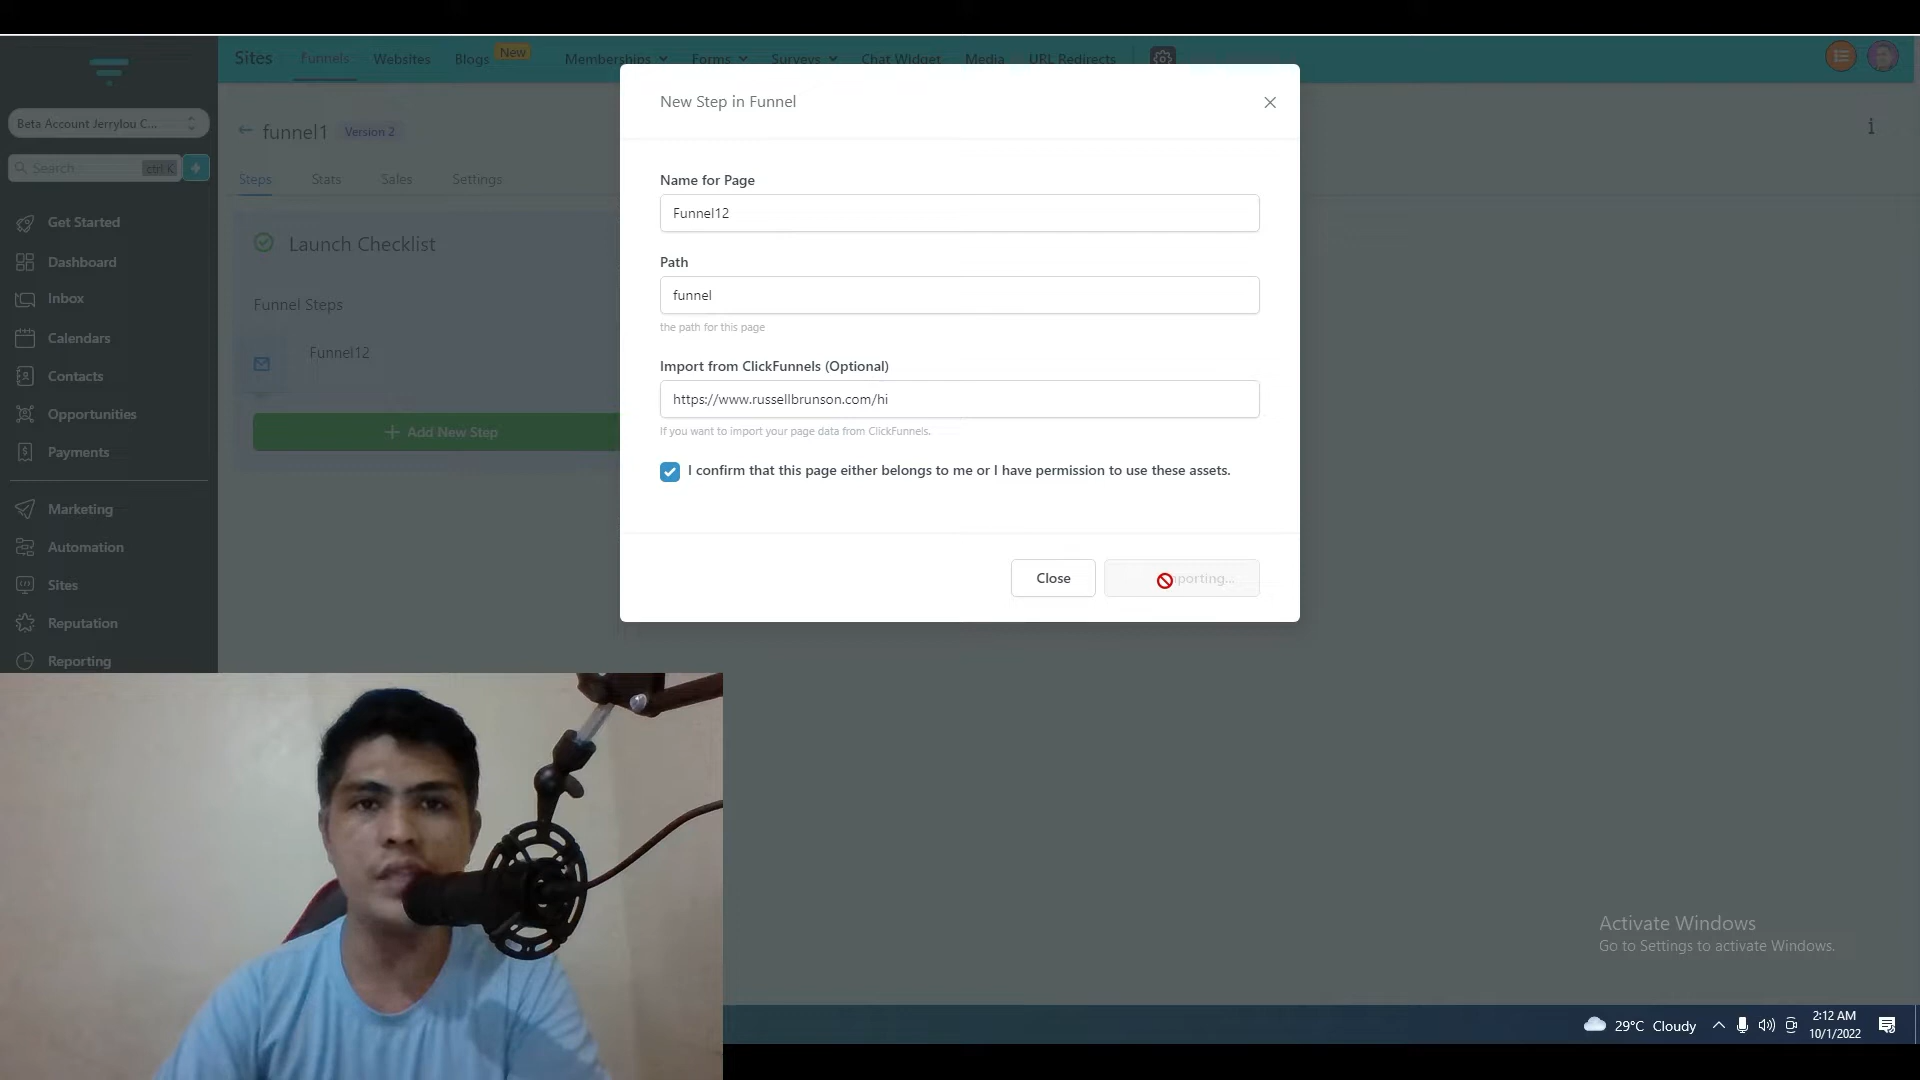 Sites
Funnels
Websites
Blogs
New
Memberships
Forms
Surveys
Chat Widget
Media
URL Redirects
Beta Account Jerrylou C...
Search
ctrl K
Get Started
Dashboard
Inbox
Calendars
Contacts
Opportunities
Payments
Marketing
Automation
Sites
Reputation
Reporting
funnel1
Version 2
Steps
Stats
Sales
Settings
Launch Checklist
Funnel Steps
Funnel12
Add New Step
New Step in Funnel
Name for Page
Funnel12
Path
funnel
the path for this page
Import from ClickFunnels (Optional)
https://www.russellbrunson.com/hi
If you want to import your page data from ClickFunnels.
I confirm that this page either belongs to me or I have permission to use these assets.
Close
Activate Windows
Go to Settings to activate Windows.
29°C Cloudy
2:12 AM
10/1/2022